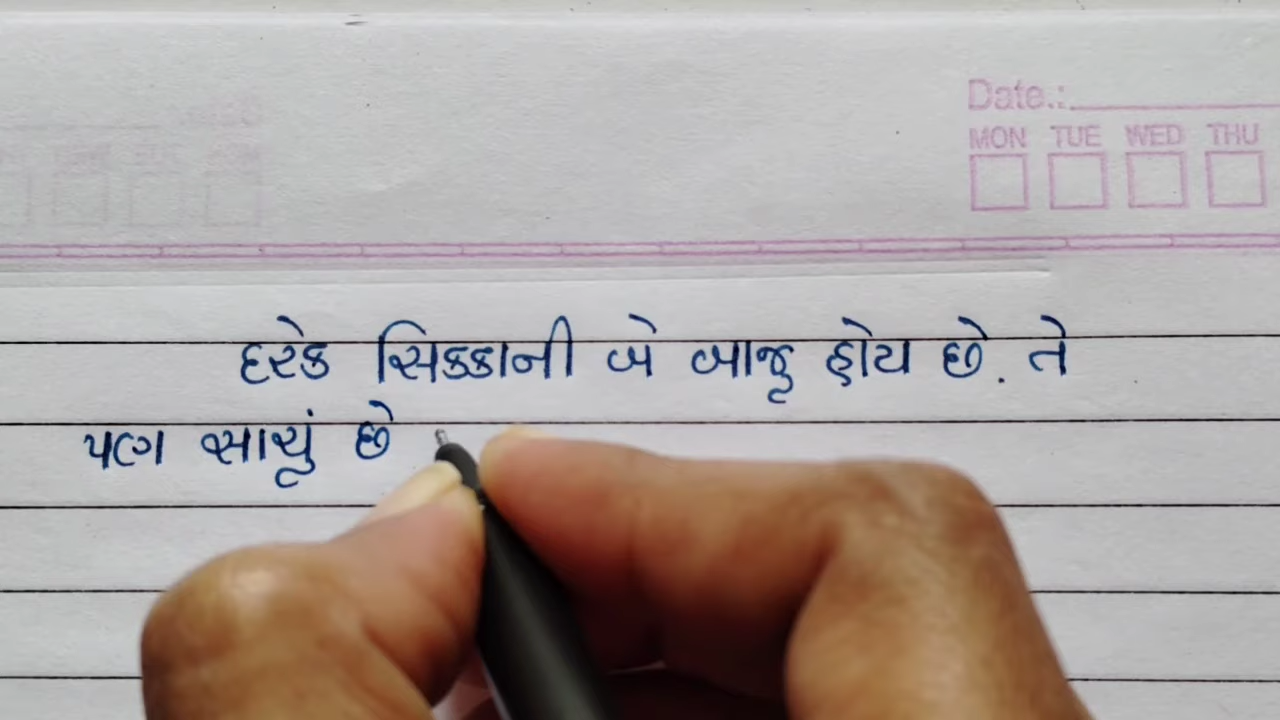 Date.:
MON TUE WED THU
દરેક સિક્કાની બે બાજૂ હોય છે. તે
પણ સાચું છે